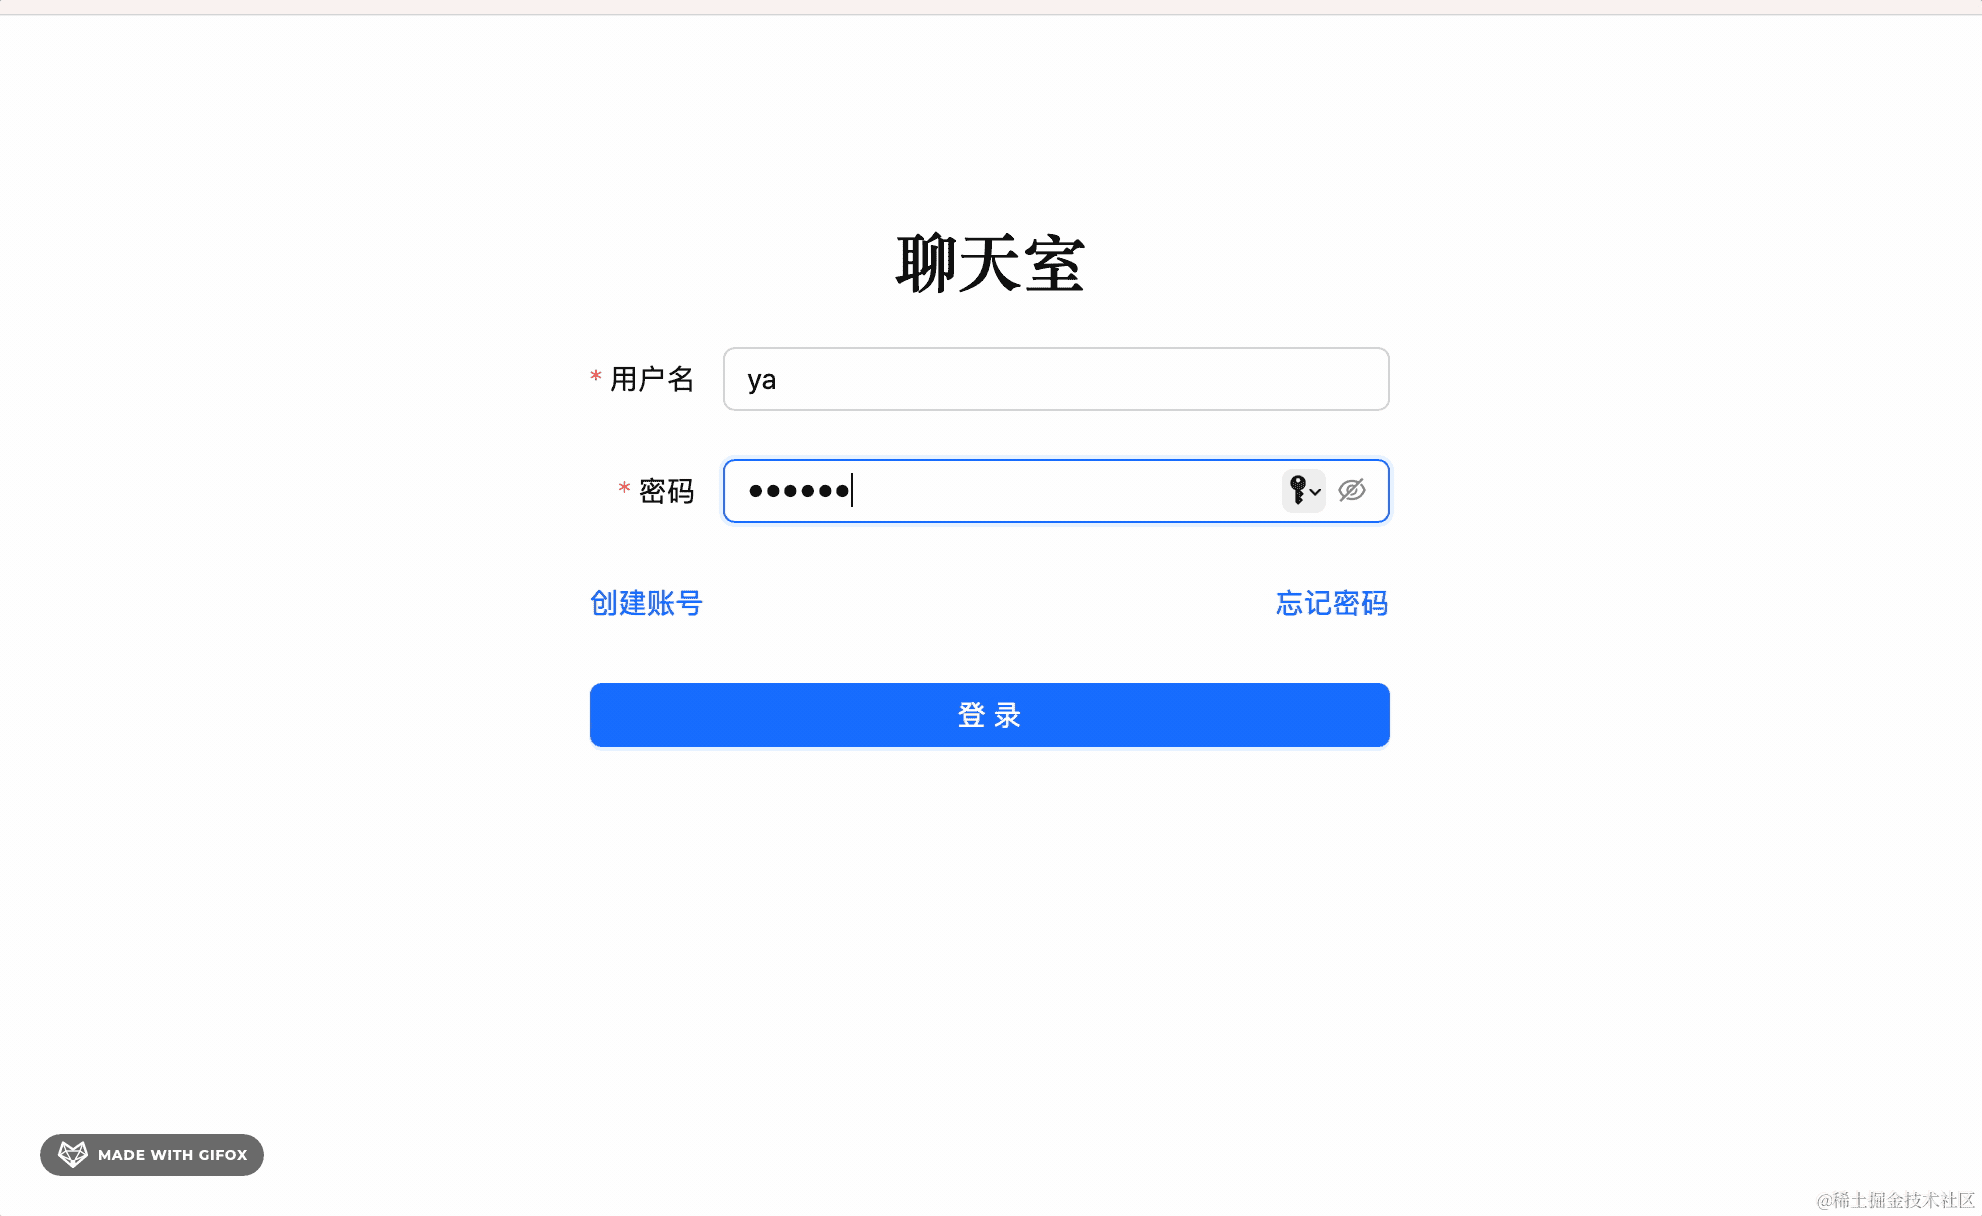 聊天室
* 用户名 ya
* 密码 ••••••
创建账号 忘记密码
登 录
MADE WITH GIFOX
@稀土掘金技术社区